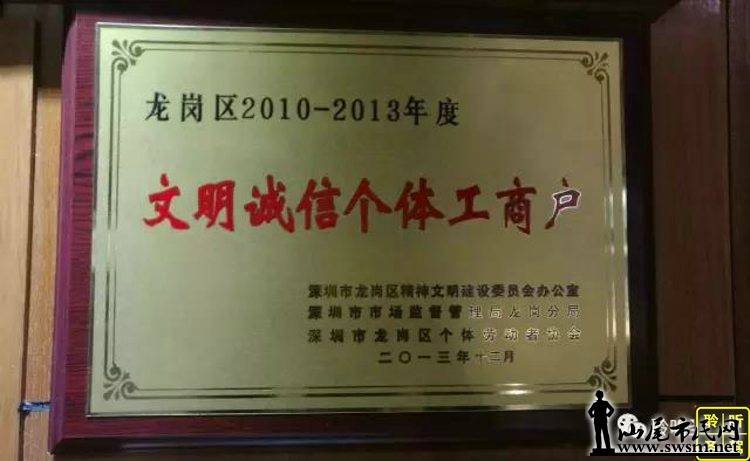 龙岗区2010-2013年度
文明诚信个体工商户
深圳市龙岗区精神文明建设委员会办公室
深圳市市场监督管理局龙岗分局
深圳市龙岗区个体劳动者协会
二〇一三年十二月
聆听
汕尾市民网
www.swsm.net